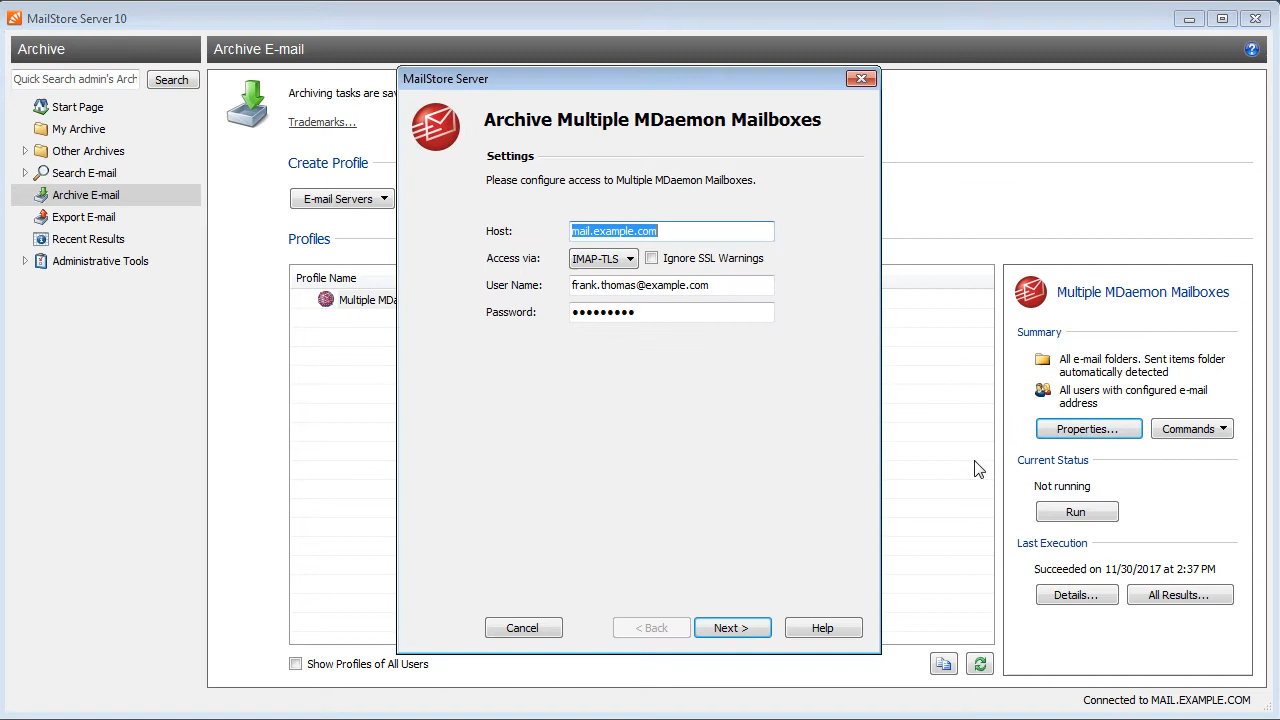 MailStore Server 10
Archive
Archive E-mail
Quick Search admin's Arch
Search
Start Page
My Archive
Other Archives
Search E-mail
Archive E-mail
Export E-mail
Recent Results
Administrative Tools
Archiving tasks are sav
Trademarks...
Create Profile
E-mail Servers
Profiles
Profile Name
Multiple MDa
Show Profiles of All Users
MailStore Server
Archive Multiple MDaemon Mailboxes
Settings
Please configure access to Multiple MDaemon Mailboxes.
Host: mail.example.com
Access via: IMAP-TLS Ignore SSL Warnings
User Name: frank.thomas@example.com
Password: •••••••••
Cancel
< Back
Next >
Help
Multiple MDaemon Mailboxes
Summary
All e-mail folders. Sent items folder
automatically detected
All users with configured e-mail
address
Properties...
Commands
Current Status
Not running
Run
Last Execution
Succeeded on 11/30/2017 at 2:37 PM
Details...
All Results...
Connected to MAIL.EXAMPLE.COM